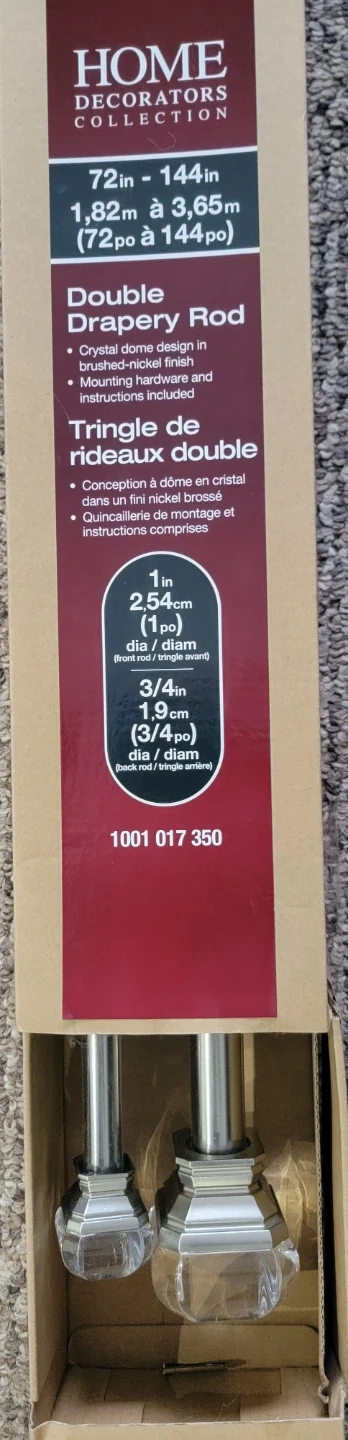 HOME
DECORATORS
COLLECTION
72in - 144in
1,82m à 3,65m
(72po à 144po)
Double
Drapery Rod
• Crystal dome design in
brushed-nickel finish
• Mounting hardware and
instructions included
Tringle de
rideaux double
• Conception à dôme en cristal
dans un fini nickel brossé
• Quincaillerie de montage et
instructions comprises
1in
2,54cm
(1po)
dia / diam
(front rod / tringle avant)
3/4in
1,9cm
(3/4po)
dia / diam
(back rod / tringle arrière)
1001 017 350